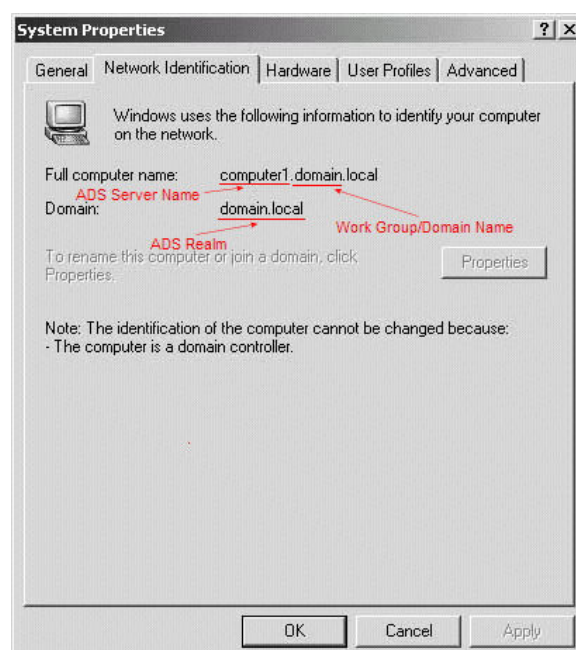 System Properties
? X
General Network Identification Hardware User Profiles Advanced
Windows uses the following information to identify your computer
on the network.
Full computer name: computer1.domain.local
ADS Server Name
Domain: domain.local
Work Group/Domain Name
ADS Realm
To rename this computer or join a domain, click
Properties.
Properties
Note: The identification of the computer cannot be changed because:
- The computer is a domain controller.
OK Cancel Apply